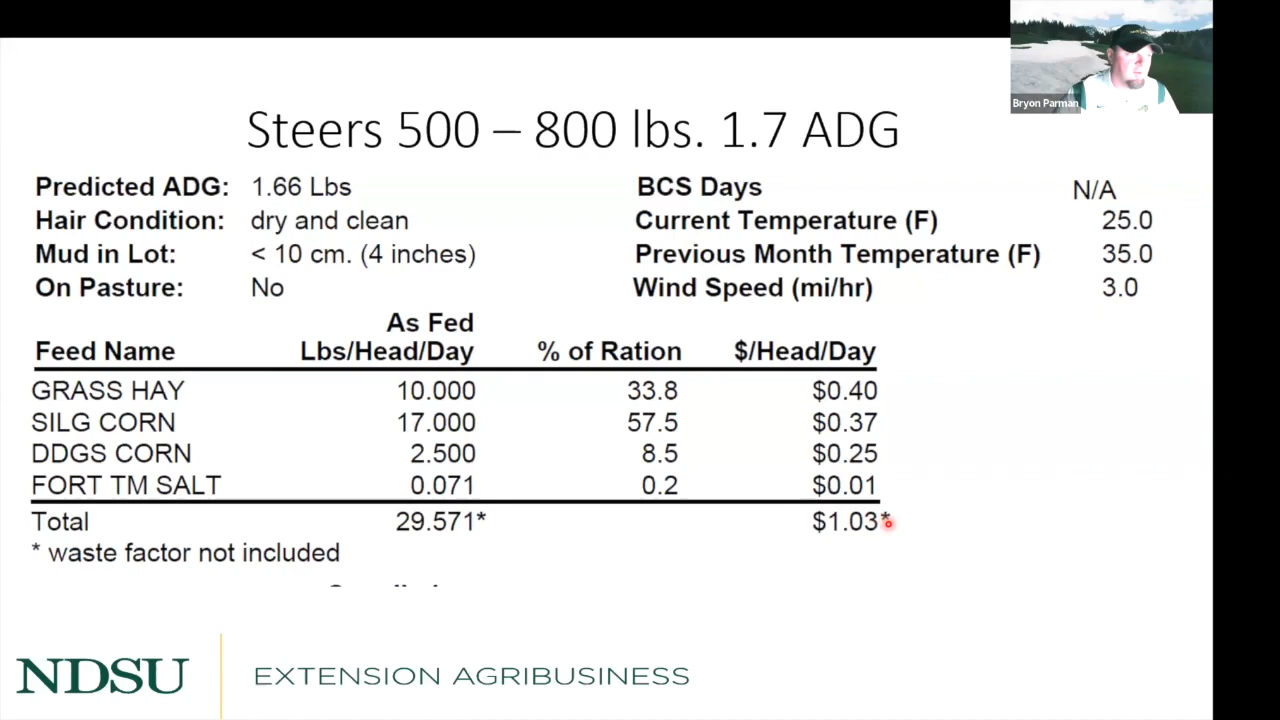 Bryon Parman
Steers 500 – 800 lbs. 1.7 ADG
Predicted ADG: 1.66 Lbs BCS Days N/A
Hair Condition: dry and clean Current Temperature (F) 25.0
Mud in Lot: < 10 cm. (4 inches) Previous Month Temperature (F) 35.0
On Pasture: No Wind Speed (mi/hr) 3.0
As Fed
Feed Name Lbs/Head/Day % of Ration $/Head/Day
GRASS HAY 10.000 33.8 $0.40
SILG CORN 17.000 57.5 $0.37
DDGS CORN 2.500 8.5 $0.25
FORT TM SALT 0.071 0.2 $0.01
Total 29.571* $1.03*
* waste factor not included
NDSU EXTENSION AGRIBUSINESS